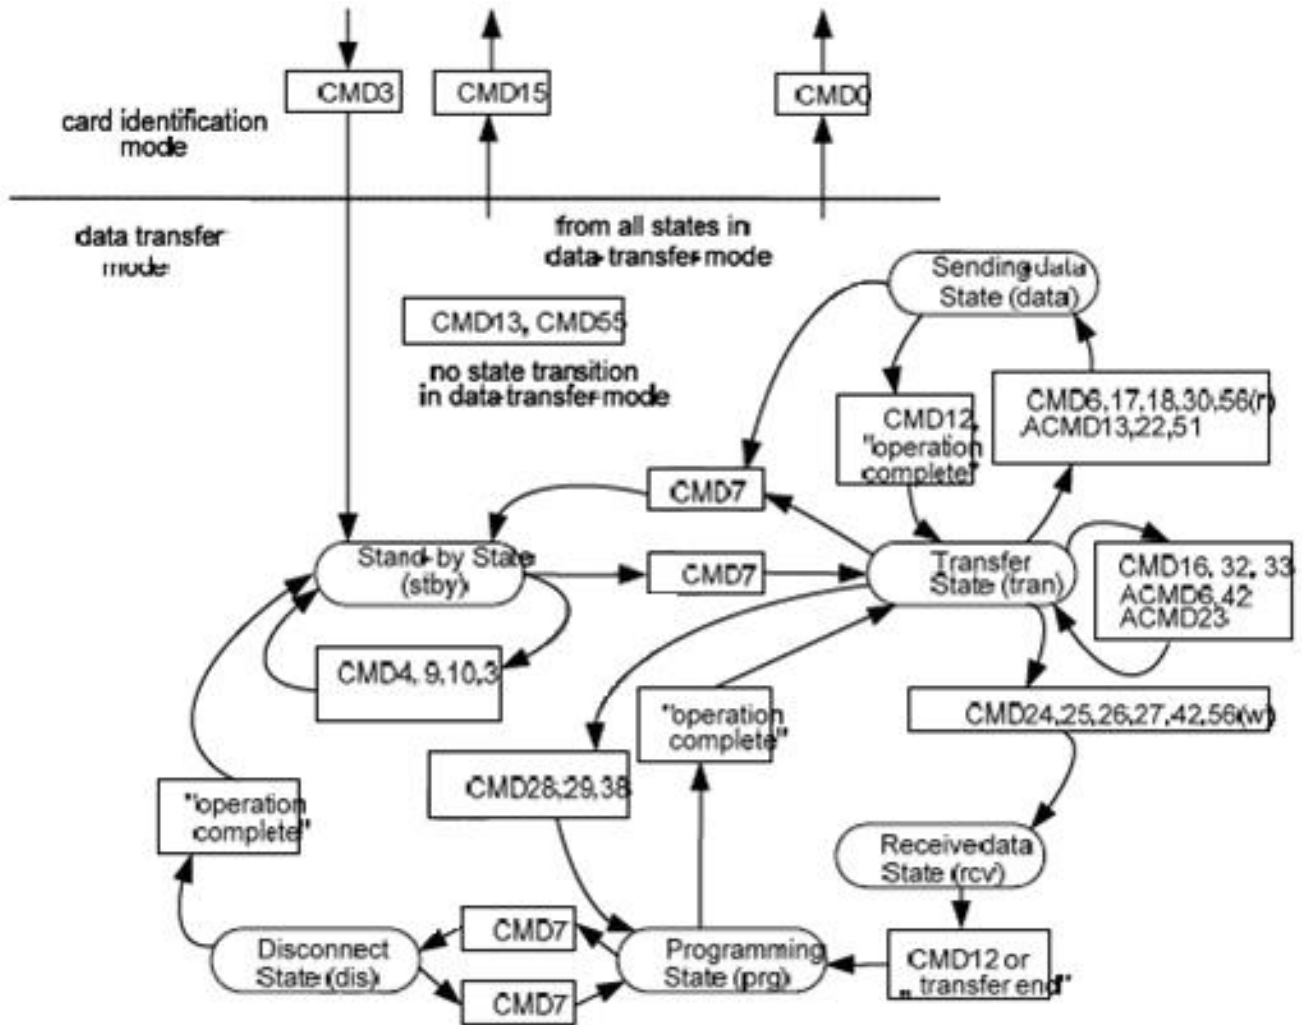 CMD3
CMD15
CMD0
card identification
mode
data transfer
mode
from all states in
data-transfer-mode
Sending-data
State (data)
CMD13, CMD55
no state transition
in data-transfer-mode
CMD6,17,18,30,56(r)
ACMD13,22,51
CMD12,
"operation
complete"
CMD7
Stand-by State
(stby)
CMD7
Transfer
State (tran)
CMD16, 32, 33
ACMD6,42
ACMD23
CMD4, 9,10,3
"operation
complete"
CMD24,25,26,27,42,56(w)
CMD28,29,38
"operation
complete"
Receive-data
State (rcv)
CMD7
Disconnect
State (dis)
Programming
State (prg)
CMD12 or
„ transfer end"
CMD7